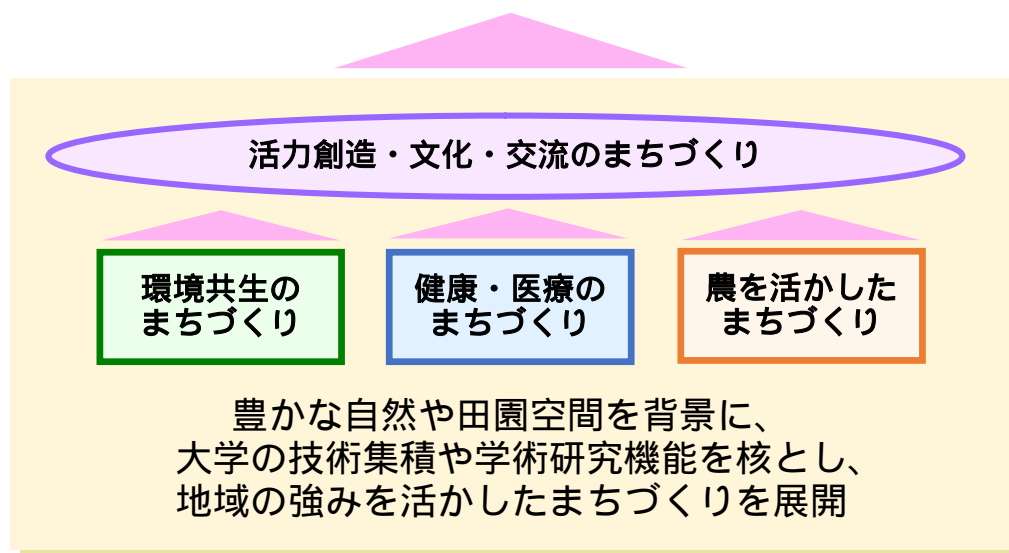 活力創造・文化・交流のまちづくり
環境共生の
まちづくり
健康・医療の
まちづくり
農を活かした
まちづくり
豊かな自然や田園空間を背景に、
大学の技術集積や学術研究機能を核とし、
地域の強みを活かしたまちづくりを展開